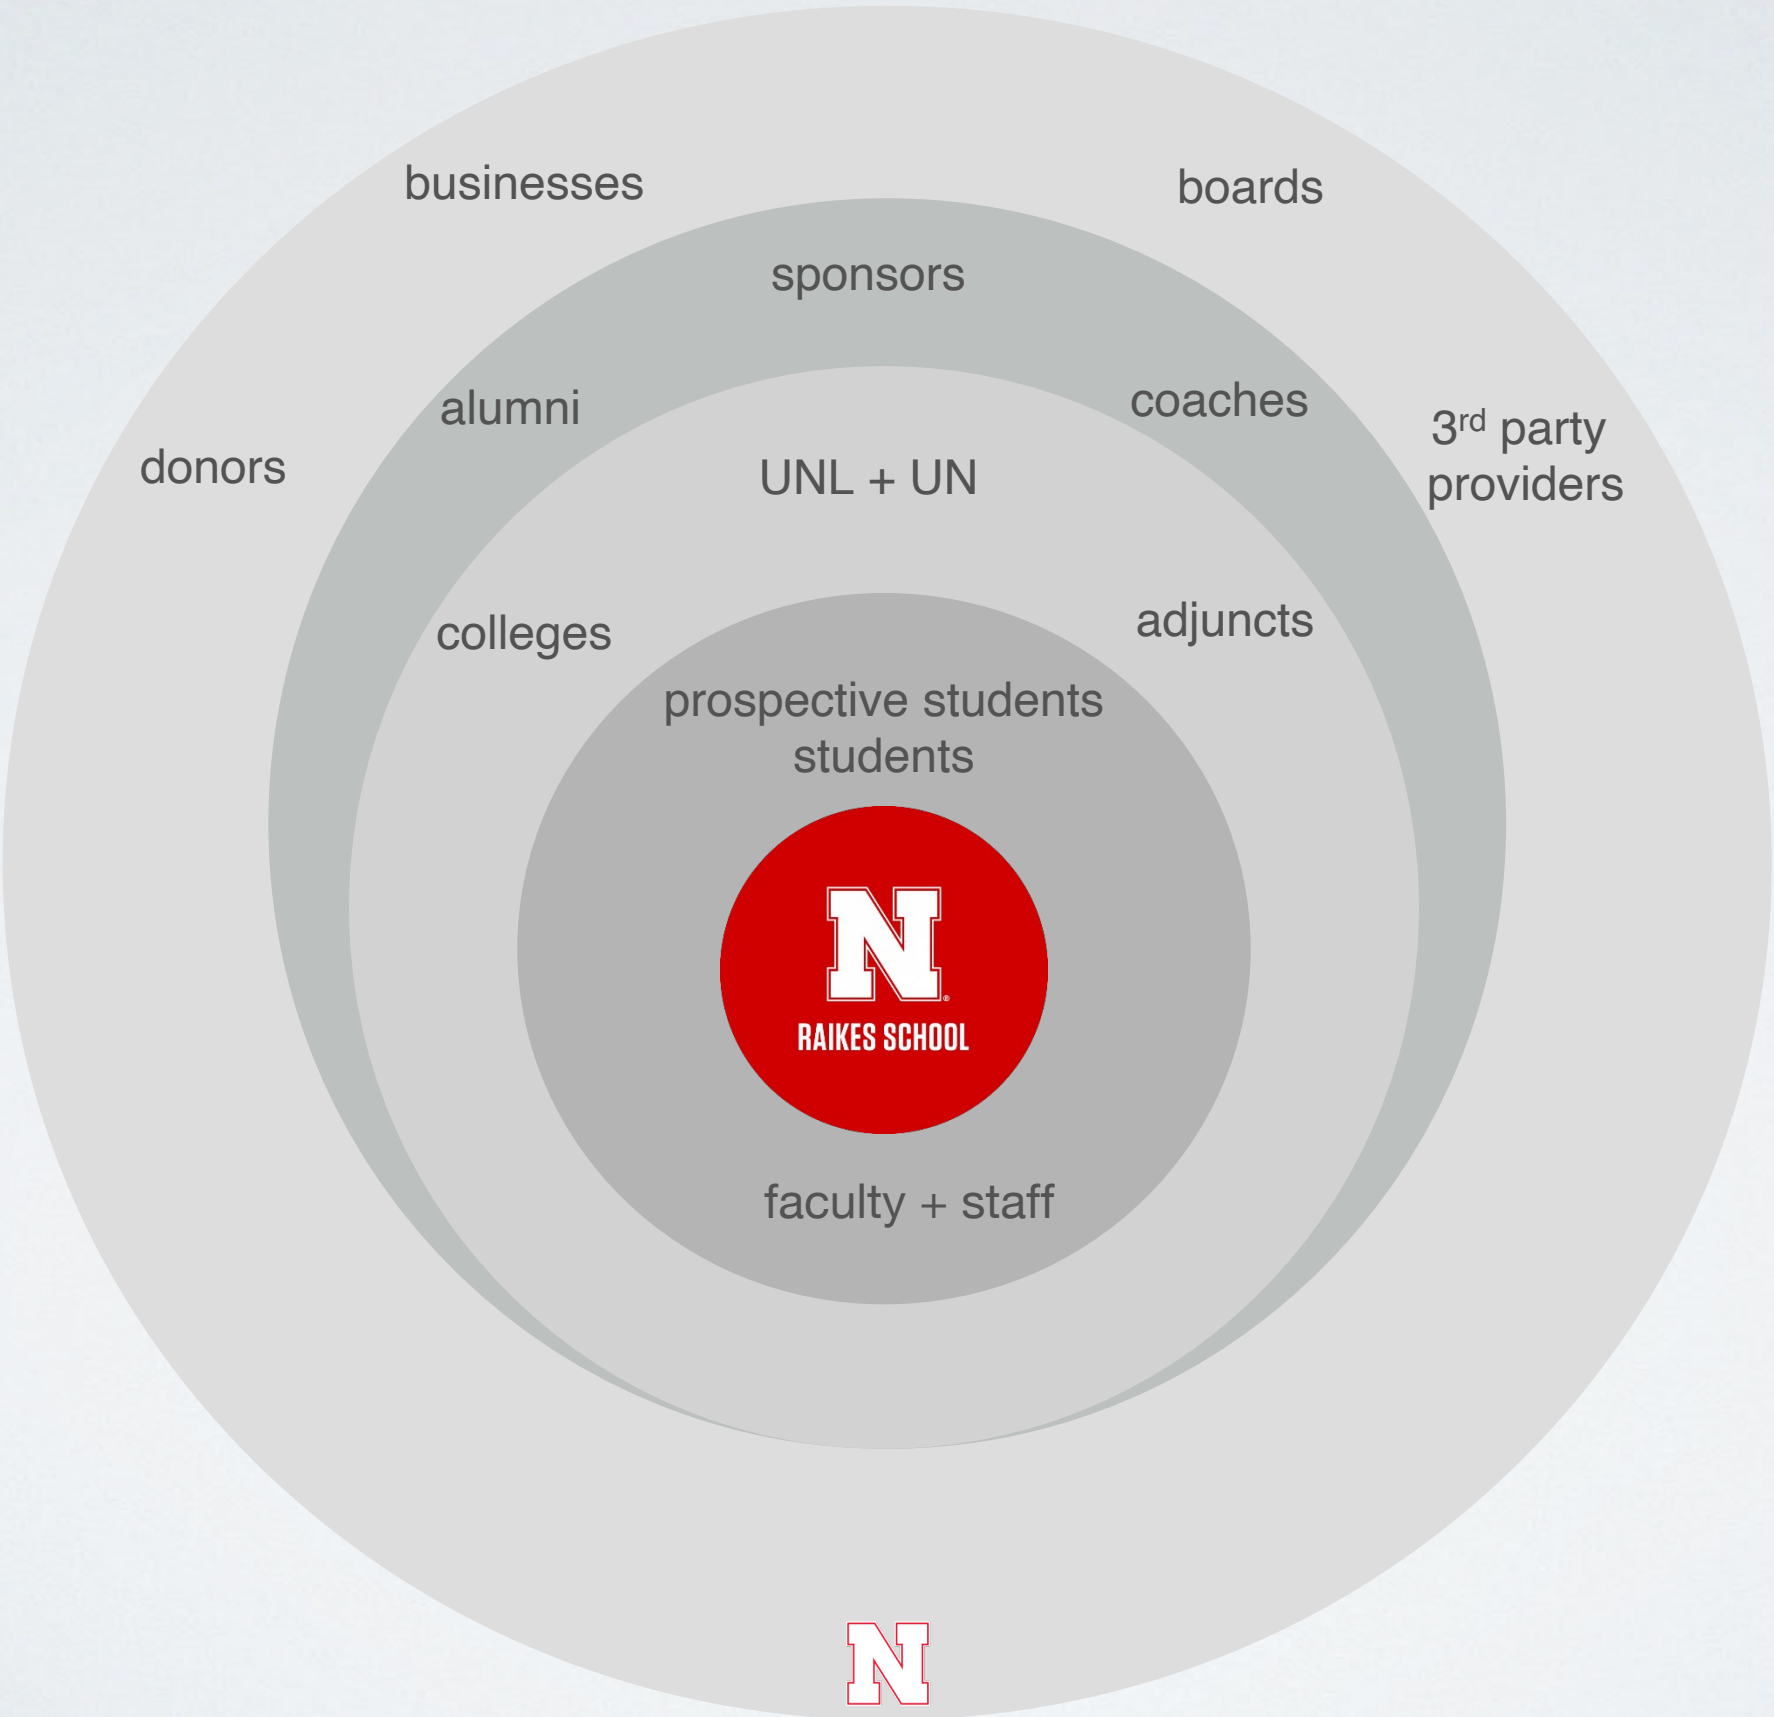 businesses
boards
sponsors
alumni
coaches
donors
3rd party
providers
UNL + UN
colleges
adjuncts
prospective students
students
N
RAIKES SCHOOL
faculty + staff
N